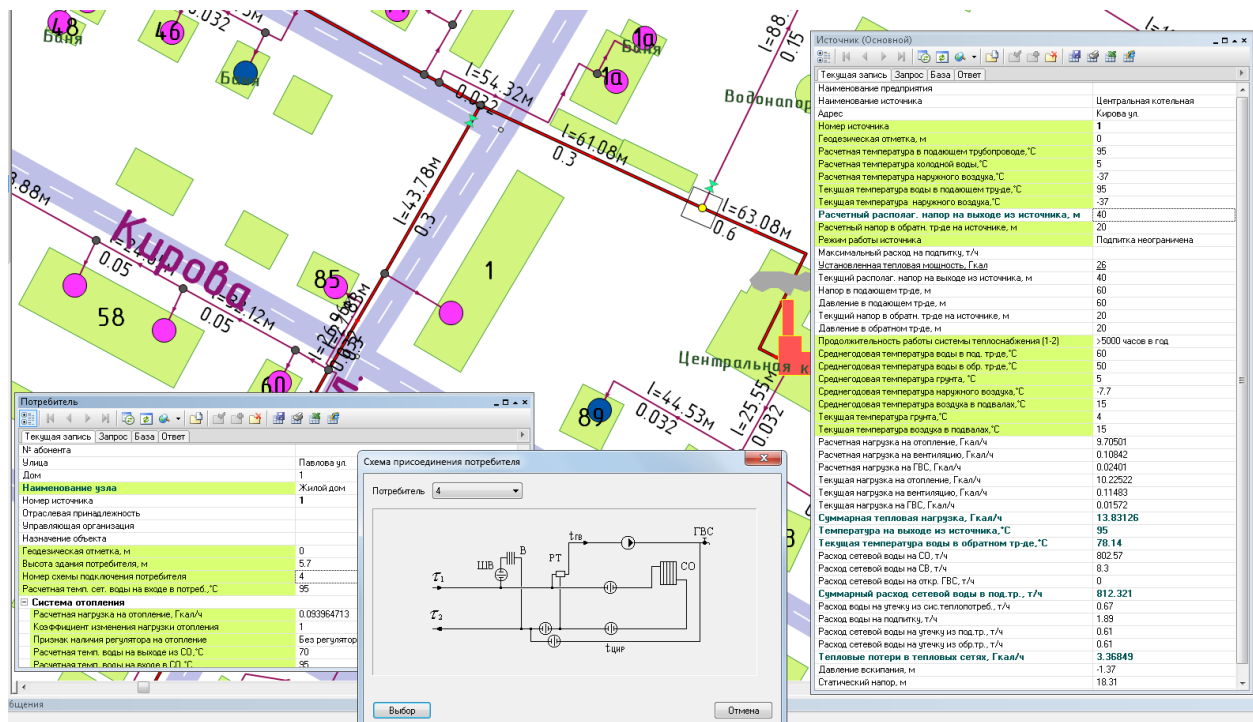 48
Баня
46
Баня
1а
Баня
1а
l=54.32м
0.032
l=88.
0.15
Водонапор
l=61.08м
0.3
l=43.78м
0.3
l=63.08м
0.6
3.88м
0.05
Кирова
58
0.05
85
1
60
Центральная к
89
l=44.53м
0.032
l=25.55м
0.032
Источник (Основной)
Текущая запись Запрос База Ответ
Наименование предприятия
Наименование источника Центральная котельная
Адрес Кирова ул.
Номер источника 1
Геодезическая отметка, м 0
Расчетная температура в подающем трубопроводе,°C 95
Расчетная температура холодной воды,°C 5
Расчетная температура наружного воздуха,°C -37
Текущая температура воды в подающем тру-де,°C 95
Текущая температура наружного воздуха,°C -37
Расчетный располаг. напор на выходе из источника, м 40
Расчетный напор в обратн. тр-де на источнике, м 20
Режим работы источника Подпитка неограничена
Максимальный расход на подпитку, т/ч
Установленная тепловая мощность, Гкал 26
Текущий располаг. напор на выходе из источника, м 40
Напор в подающем тр-де, м 60
Давление в подающем тр-де, м 60
Текущий напор в обратн. тр-де на источнике, м 20
Давление в обратном тр-де, м 20
Продолжительность работы системы теплоснабжения (1-2) >5000 часов в год
Среднегодовая температура воды в под. тр-де,°C 60
Среднегодовая температура воды в обр. тр-де,°C 50
Среднегодовая температура грунта, °C 5
Среднегодовая температура наружного воздуха,°C -7.7
Среднегодовая температура воздуха в подвалах,°C 15
Текущая температура грунта,°C 4
Текущая температура воздуха в подвалах,°C 15
Расчетная нагрузка на отопление, Гкал/ч 9.70501
Расчетная нагрузка на вентиляцию, Гкал/ч 0.10842
Расчетная нагрузка на ГВС, Гкал/ч 0.02401
Текущая нагрузка на отопление, Гкал/ч 10.22522
Текущая нагрузка на вентиляцию, Гкал/ч 0.11483
Текущая нагрузка на ГВС, Гкал/ч 0.01572
Суммарная тепловая нагрузка, Гкал/ч 13.83126
Температура на выходе из источника,°C 95
Текущая температура воды в обратном тр-де,°C 78.14
Расход сетевой воды на СО, т/ч 802.57
Расход сетевой воды на СВ, т/ч 8.3
Расход сетевой воды на откр. ГВС, т/ч 0
Суммарный расход сетевой воды в под.тр., т/ч 812.321
Расход воды на утечку из сис.теплопотреб., т/ч 0.67
Расход воды на подпитку, т/ч 1.89
Расход сетевой воды на утечку из под.тр., т/ч 0.61
Расход сетевой воды на утечку из обр.тр., т/ч 0.61
Тепловые потери в тепловых сетях, Гкал/ч 3.36849
Давление вскипания, м -1.37
Статический напор, м 18.31
Потребитель
Текущая запись Запрос База Ответ
№ абонента
Улица Павлова ул.
Дом 1
Наименование узла Жилой дом
Номер источника 1
Отраслевая принадлежность
Управляющая организация
Назначение объекта
Геодезическая отметка, м 0
Высота здания потребителя, м 5.7
Номер схемы подключения потребителя 4
Расчетная темп. сет. воды на входе в потреб.,°C 95
Система отопления
Расчетная нагрузка на отопление, Гкал/ч 0.093964713
Коэффициент изменения нагрузки отопления 1
Признак наличия регулятора на отопление Без регулятор
Расчетная темп. воды на выходе из СО,°C 70
Расчетная темп. воды на входе в СО,°C 95
Схема присоединения потребителя
Потребитель 4
tгв
ГВС
В
ШВ
РТ
СО
τ1
τ2
tцир
Выбор Отмена
бщения